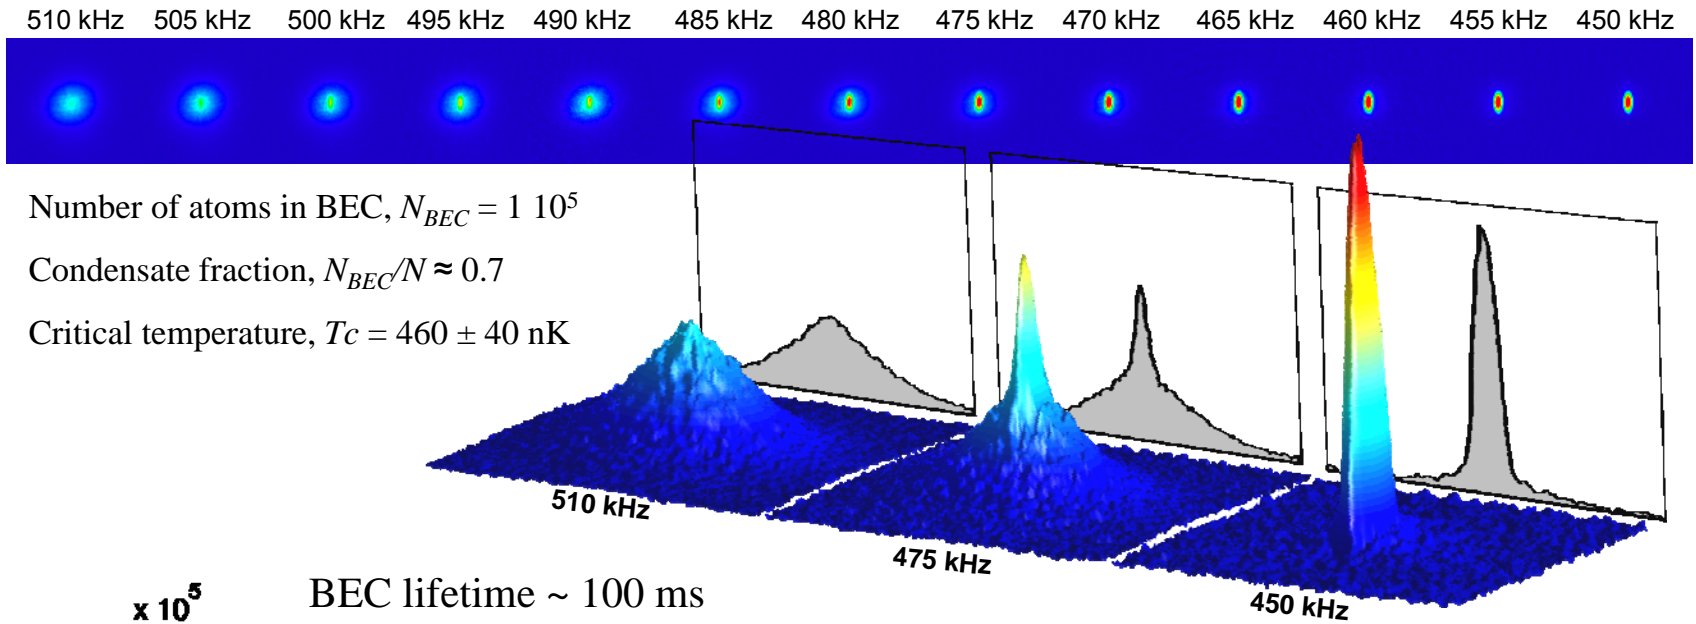 510 kHz 505 kHz 500 kHz 495 kHz 490 kHz 485 kHz 480 kHz 475 kHz 470 kHz 465 kHz 460 kHz 455 kHz 450 kHz
Number of atoms in BEC, N_BEC = 1 10⁵
Condensate fraction, N_BEC/N ≈ 0.7
Critical temperature, Tc = 460 ± 40 nK
510 kHz
475 kHz
450 kHz
x 10⁵
BEC lifetime ~ 100 ms